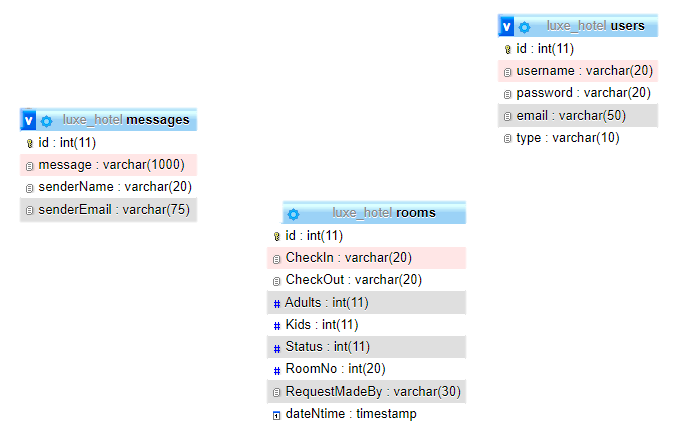 luxe_hotel users
id : int(11)
username : varchar(20)
password : varchar(20)
email : varchar(50)
type : varchar(10)
v luxe_hotel messages
id : int(11)
message : varchar(1000)
senderName : varchar(20)
senderEmail : varchar(75)
luxe_hotel rooms
id : int(11)
CheckIn : varchar(20)
CheckOut : varchar(20)
# Adults : int(11)
# Kids : int(11)
# Status : int(11)
# RoomNo : int(20)
RequestMadeBy : varchar(30)
dateNtime : timestamp